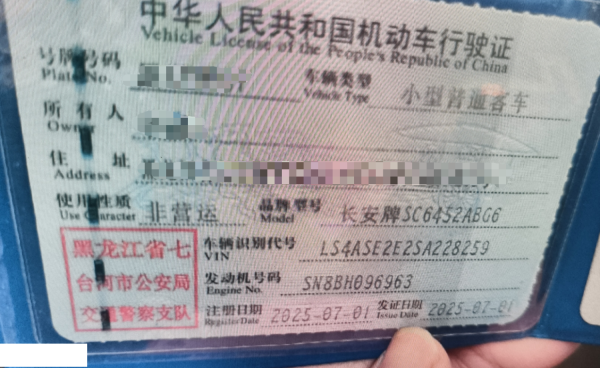 中华人民共和国机动车行驶证
Vehicle License of the People's Republic of China
号牌号码
Plate No.
车辆类型
Vehicle Type
小型普通客车
所有人
Owner
住址
Address
使用性质
Use Character
非营运
品牌型号
Model
长安牌SC6452ABG6
黑龙江省七
台河市公安局
交通警察支队
车辆识别代号
VIN
LS4ASE2E2SA228259
发动机号码
Engine No.
SN8BH096963
注册日期
Register Date
2025-07-01
发证日期
Issue Date
2025-07-01